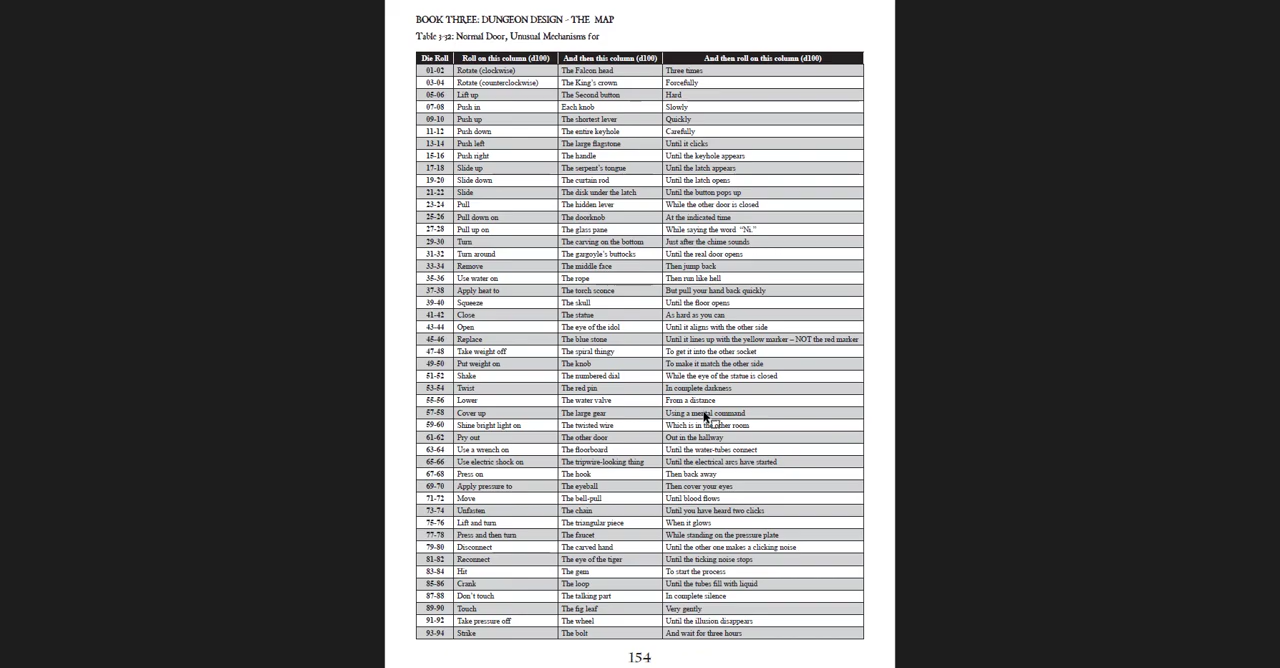 BOOK THREE: DUNGEON DESIGN - THE MAP
Table 3-32: Normal Door, Unusual Mechanisms for
Die Roll Roll on this column (d100) And then this column (d100) And then roll on this column (d100)
01-02 Rotate (clockwise) The Falcon head Three times
03-04 Rotate (counterclockwise) The King's crown Forcefully
05-06 Lift up The Second button Hard
07-08 Push in Each knob Slowly
09-10 Push up The shortest lever Quickly
11-12 Push down The entire keyhole Carefully
13-14 Push left The large flagstone Until it clicks
15-16 Push right The handle Until the keyhole appears
17-18 Slide up The serpent's tongue Until the latch appears
19-20 Slide down The curtain rod Until the latch opens
21-22 Slide The disk under the latch Until the button pops up
23-24 Pull The hidden lever While the other door is closed
25-26 Pull down on The doorknob At the indicated time
27-28 Pull up on The glass pane While saying the word "Ni."
29-30 Turn The carving on the bottom Just after the chime sounds
31-32 Turn around The gargoyle's buttocks Until the real door opens
33-34 Remove The middle face Then jump back
35-36 Use water on The rope Then run like hell
37-38 Apply heat to The torch sconce But pull your hand back quickly
39-40 Squeeze The skull Until the floor opens
41-42 Close The statue As hard as you can
43-44 Open The eye of the idol Until it aligns with the other side
45-46 Replace The blue stone Until it lines up with the yellow marker – NOT the red marker
47-48 Take weight off The spiral thingy To get it into the other socket
49-50 Put weight on The knob To make it match the other side
51-52 Shake The numbered dial While the eye of the statue is closed
53-54 Twist The red pin In complete darkness
55-56 Lower The water valve From a distance
57-58 Cover up The large gear Using a mental command
59-60 Shine bright light on The twisted wire Which is in the other room
61-62 Pry out The other door Out in the hallway
63-64 Use a wrench on The floorboard Until the water-tubes connect
65-66 Use electric shock on The tripwire-looking thing Until the electrical arcs have started
67-68 Press on The hook Then back away
69-70 Apply pressure to The eyeball Then cover your eyes
71-72 Move The bell-pull Until blood flows
73-74 Unfasten The chain Until you have heard two clicks
75-76 Lift and turn The triangular piece When it glows
77-78 Press and then turn The faucet While standing on the pressure plate
79-80 Disconnect The carved hand Until the other one makes a clicking noise
81-82 Reconnect The eye of the tiger Until the ticking noise stops
83-84 Hit The gem To start the process
85-86 Crank The loop Until the tubes fill with liquid
87-88 Don't touch The talking part In complete silence
89-90 Touch The fig leaf Very gently
91-92 Take pressure off The wheel Until the illusion disappears
93-94 Strike The bolt And wait for three hours
154